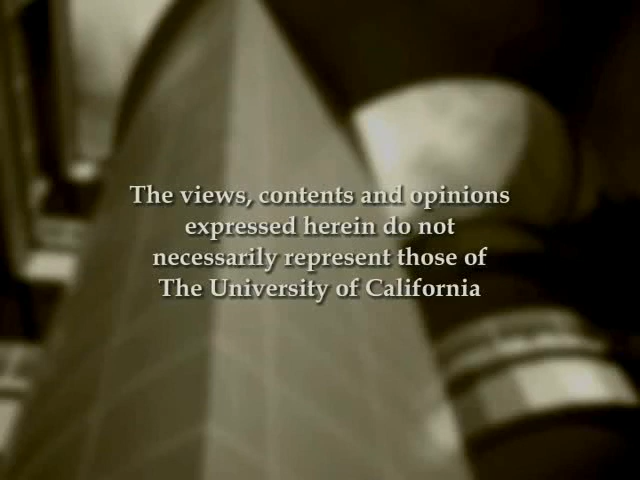 The views, contents and opinions
expressed herein do not
necessarily represent those of
The University of California